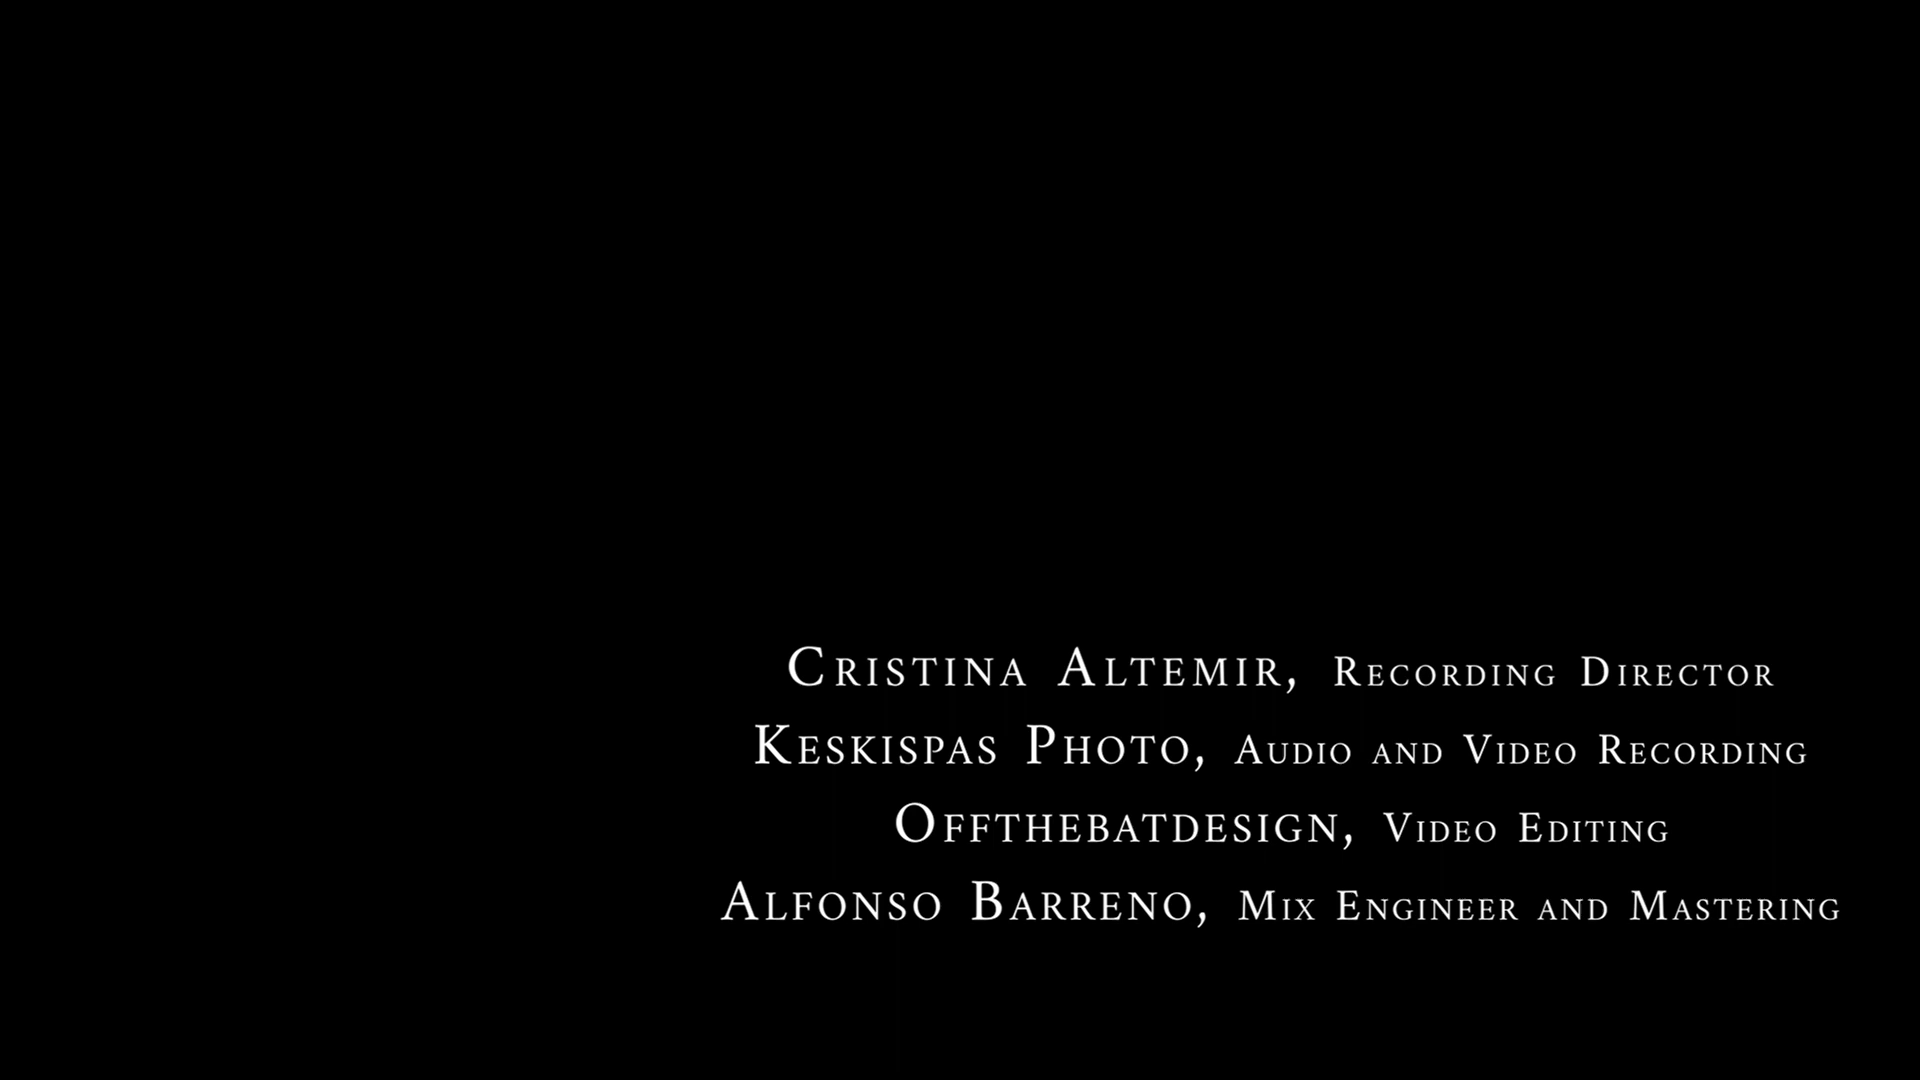 Cristina Altemir, Recording Director
Keskispas Photo, Audio and Video Recording
Offthebatdesign, Video Editing
Alfonso Barreno, Mix Engineer and Mastering